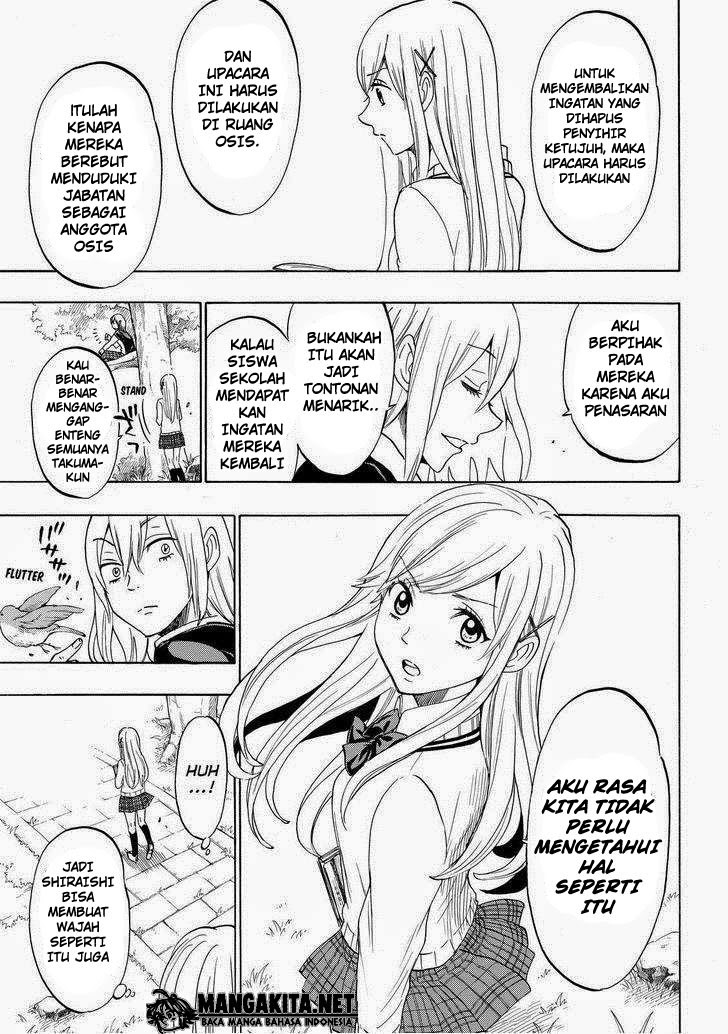 UNTUK
MENGEMBALIKAN
INGATAN YANG
DIHAPUS
PENYIHIR
KETUJUH, MAKA
UPACARA HARUS
DILAKUKAN
DAN
UPACARA
INI HARUS
DILAKUKAN
DI RUANG
OSIS.
ITULAH
KENAPA
MEREKA
BEREBUT
MENDUDUKI
JABATAN
SEBAGAI
ANGGOTA
OSIS
AKU
BERPIHAK
PADA
MEREKA
KARENA AKU
PENASARAN
BUKANKAH
ITU AKAN
JADI
TONTONAN
MENARIK..
KALAU
SISWA
SEKOLAH
MENDAPAT
KAN
INGATAN
MEREKA
KEMBALI
STAND
KAU
BENAR-
BENAR
MENGANG-
GAP
ENTENG
SEMUANYA
TAKUMA-
KUN
AKU RASA
KITA TIDAK
PERLU
MENGETAHUI
HAL
SEPERTI
ITU
FLUTTER
HUH
...!
JADI
SHIRAISHI
BISA
MEMBUAT
WAJAH
SEPERTI
ITU JUGA
MANGAKITA.NET
BACA MANGA BAHASA INDONESIA